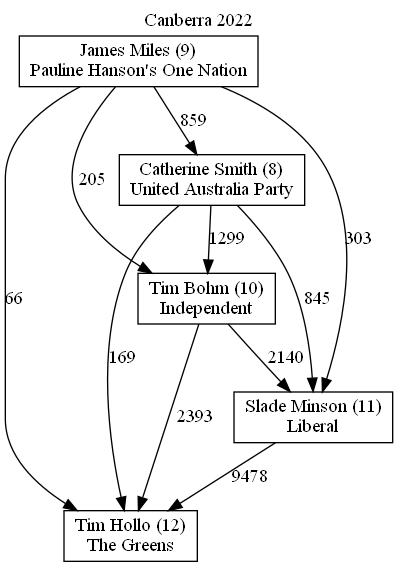 Canberra 2022
James Miles (9)
Pauline Hanson's One Nation
859
205
Catherine Smith (8)
United Australia Party
1299
303
Tim Bohm (10)
Independent
66
845
169
2140
2393
Slade Minson (11)
Liberal
9478
Tim Hollo (12)
The Greens